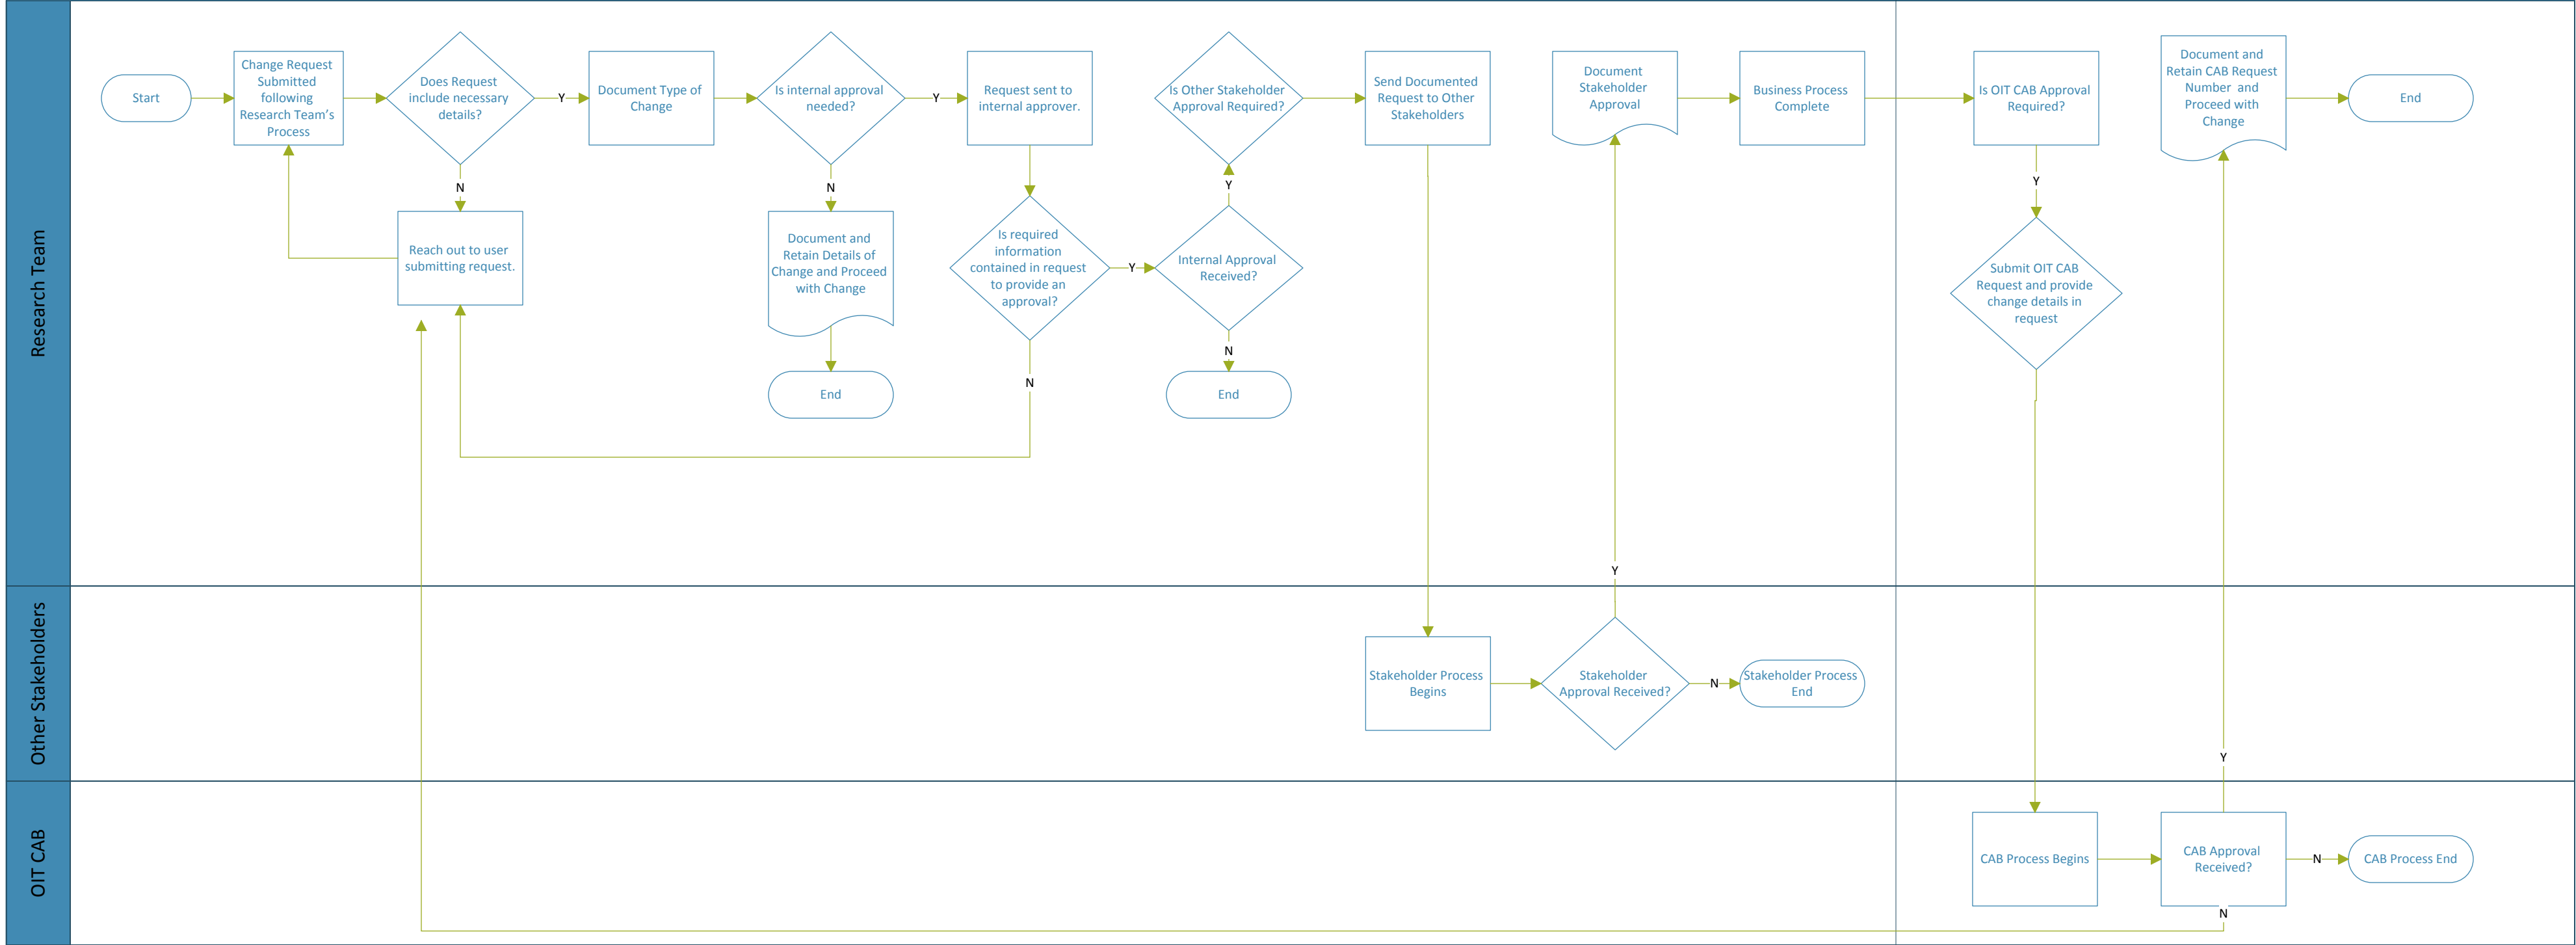 Research Team
Start
Change Request
Submitted
following
Research Team's
Process
Does Request
include necessary
details?
Y
N
Reach out to user
submitting request.
Document Type of
Change
Is internal approval
needed?
Y
N
Document and
Retain Details of
Change and Proceed
with Change
End
Request sent to
internal approver.
Is required
information
contained in request
to provide an
approval?
Y
N
Internal Approval
Received?
Y
N
End
Is Other Stakeholder
Approval Required?
Send Documented
Request to Other
Stakeholders
Document
Stakeholder
Approval
Y
Business Process
Complete
Is OIT CAB Approval
Required?
Y
Submit OIT CAB
Request and provide
change details in
request
Document and
Retain CAB Request
Number  and
Proceed with
Change
End
Other Stakeholders
Stakeholder Process
Begins
Stakeholder
Approval Received?
N
Stakeholder Process
End
Y
OIT CAB
CAB Process Begins
CAB Approval
Received?
N
CAB Process End
N